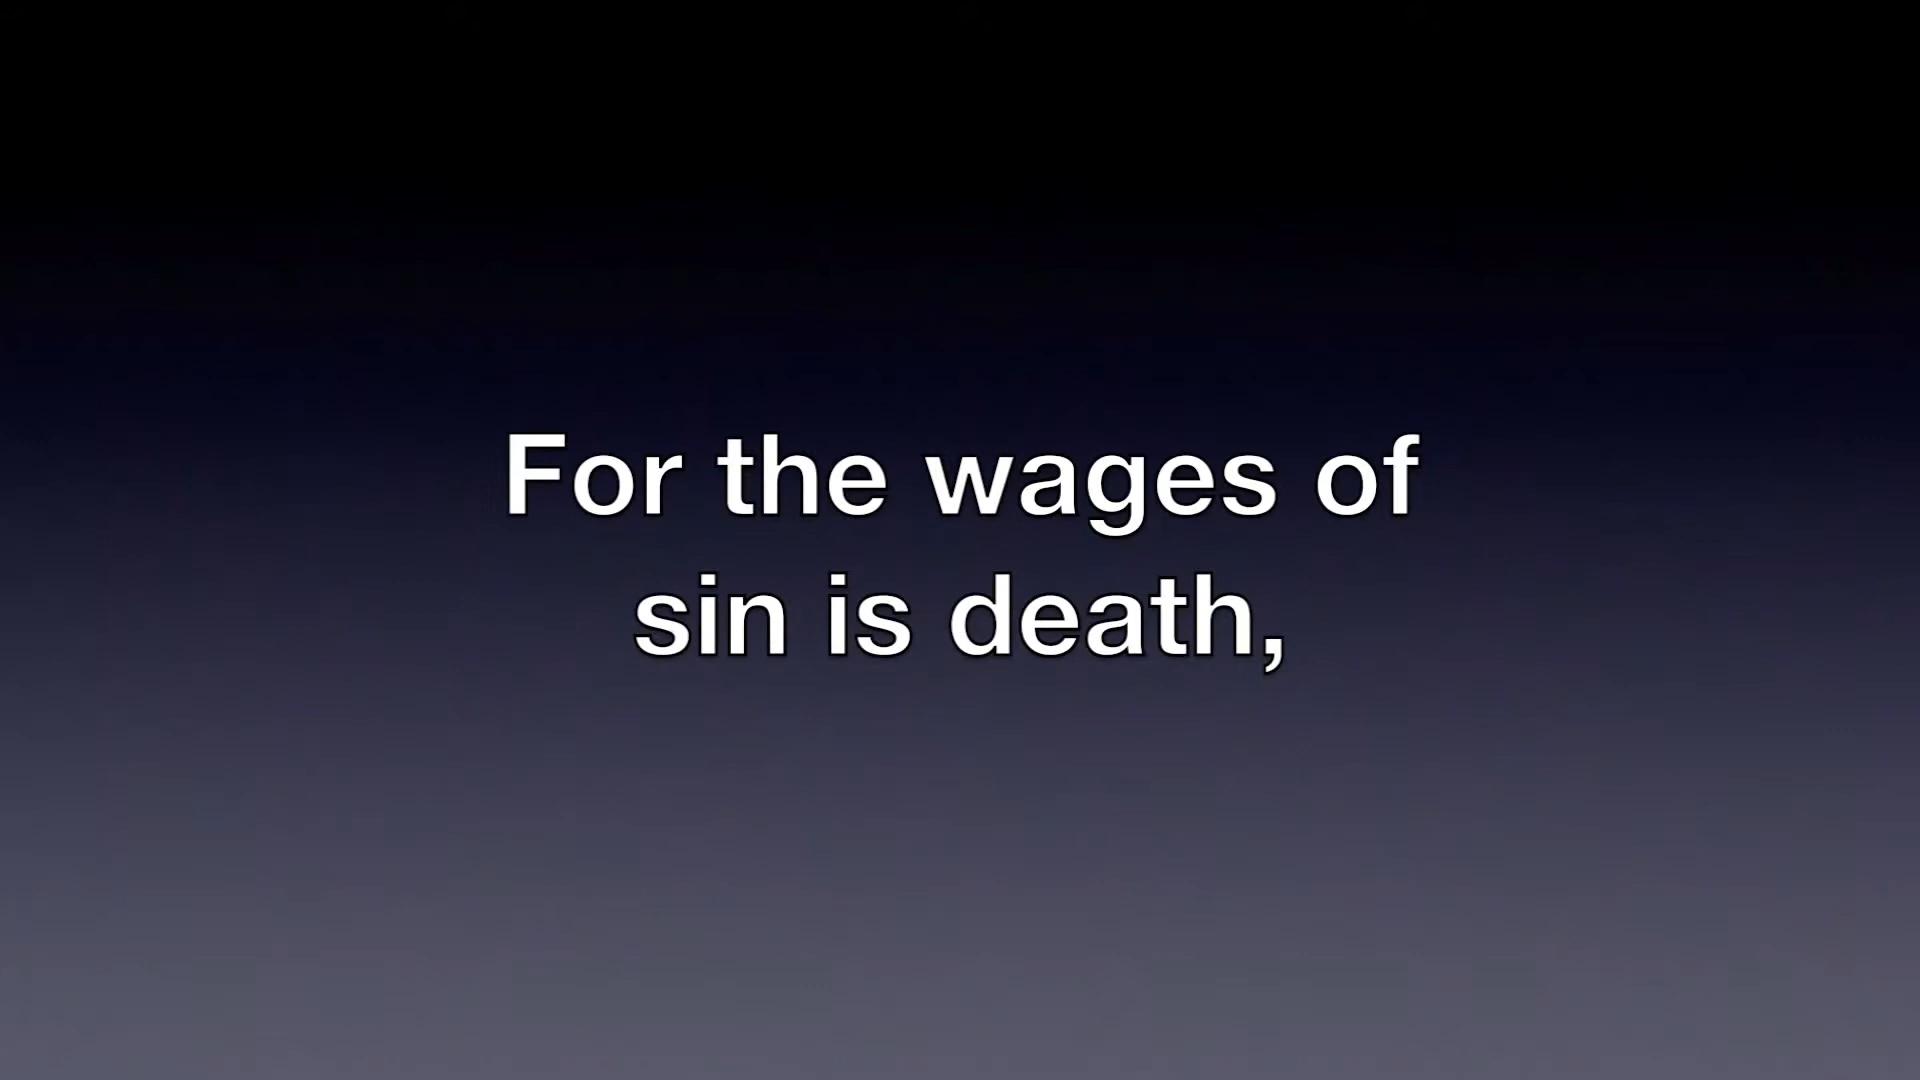 For the wages of
sin is death,